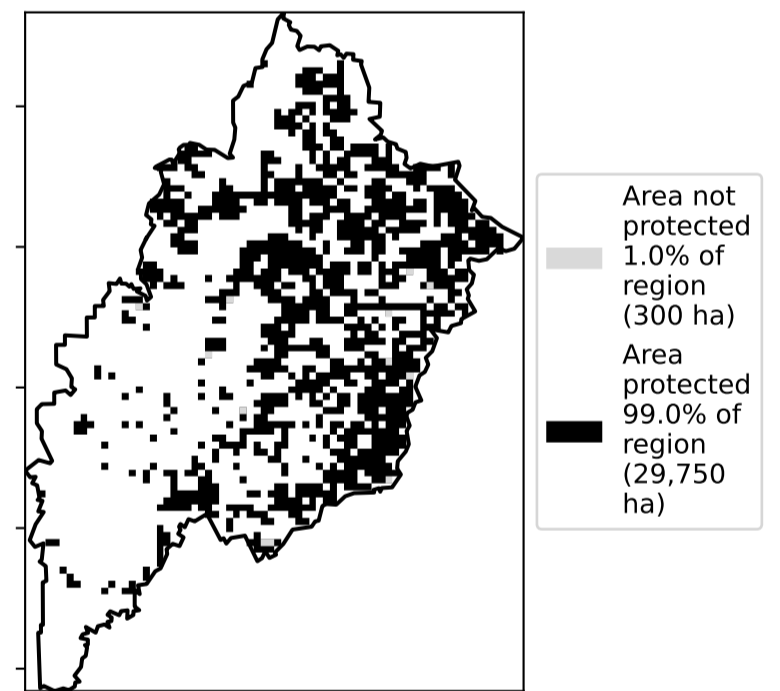 Area not
protected
1.0% of
region
(300 ha)
Area
protected
99.0% of
region
(29,750
ha)